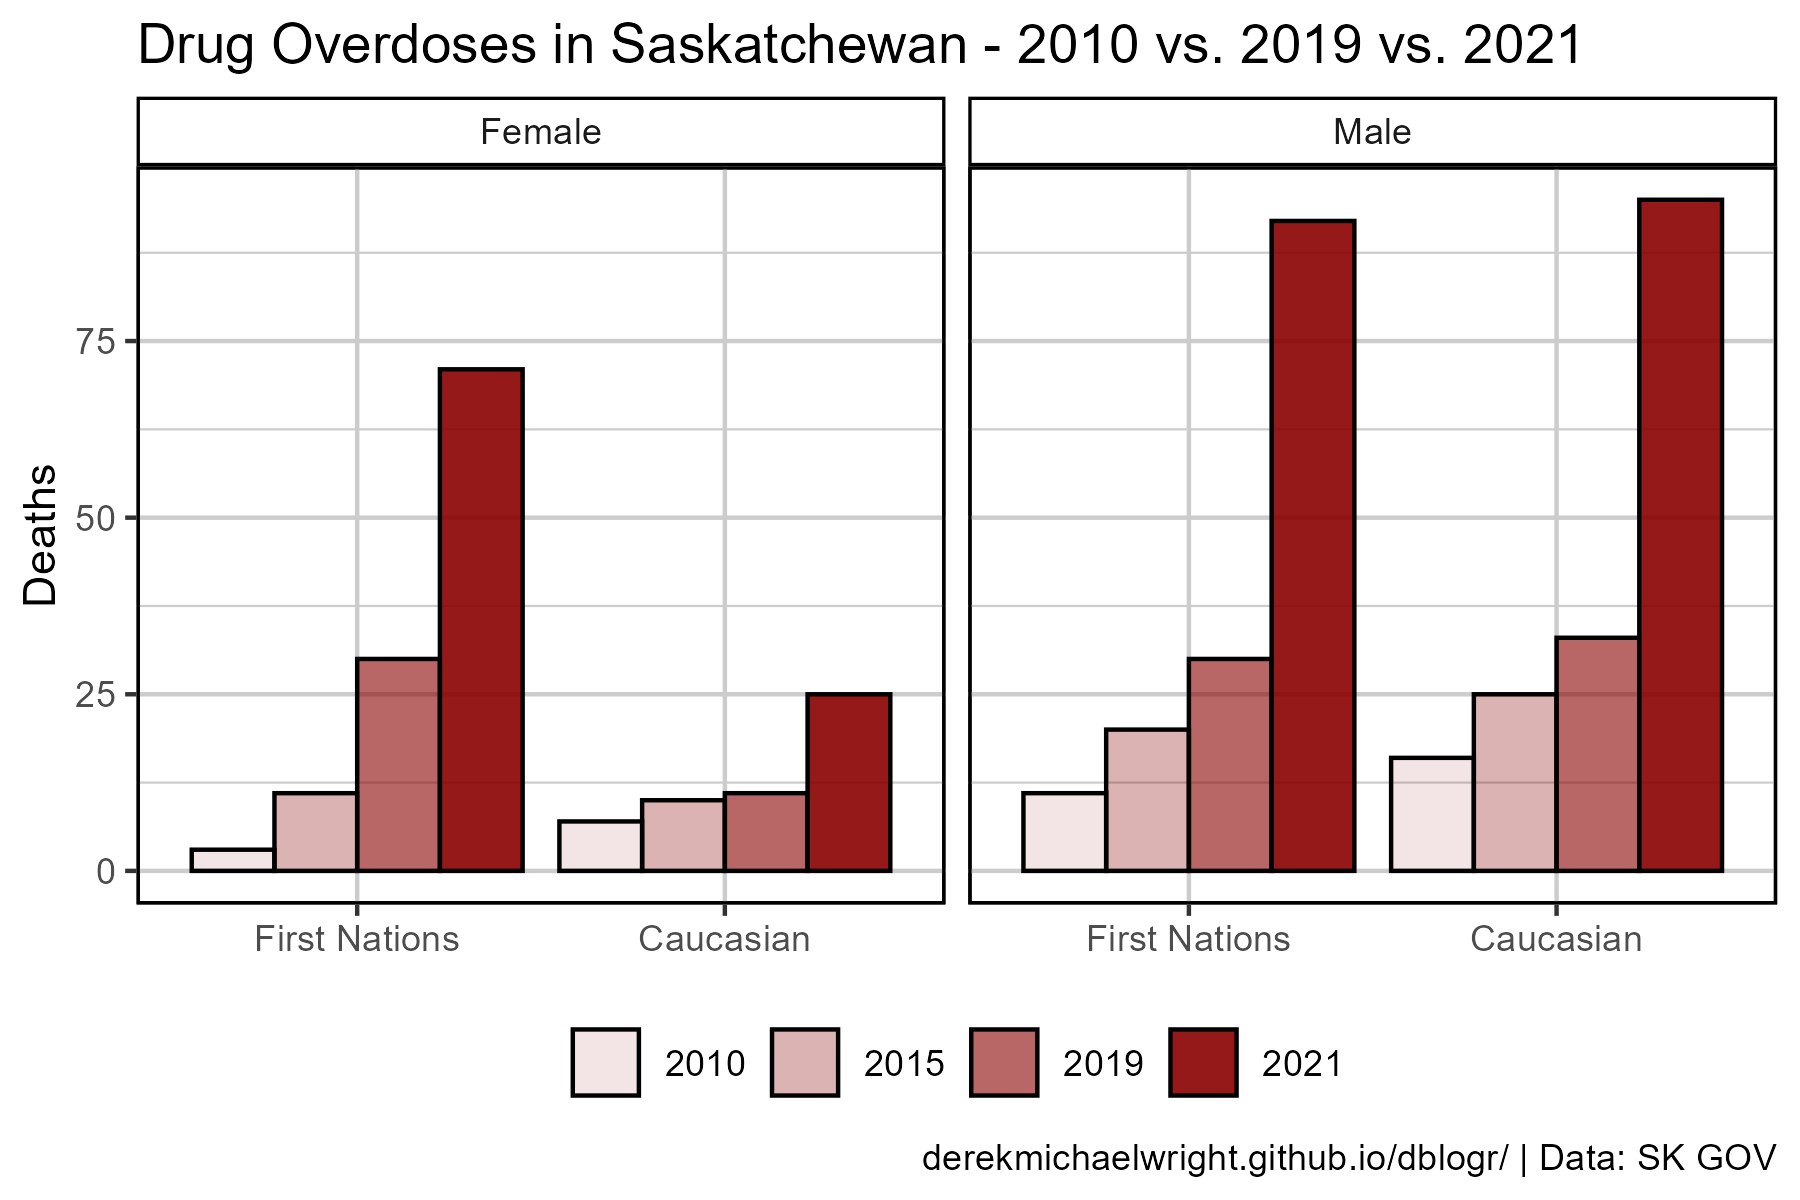 Drug Overdoses in Saskatchewan - 2010 vs. 2019 vs. 2021
Female
Male
Deaths
75
50
25
0
First Nations
Caucasian
First Nations
Caucasian
2010
2015
2019
2021
derekmichaelwright.github.io/dblogr/ | Data: SK GOV